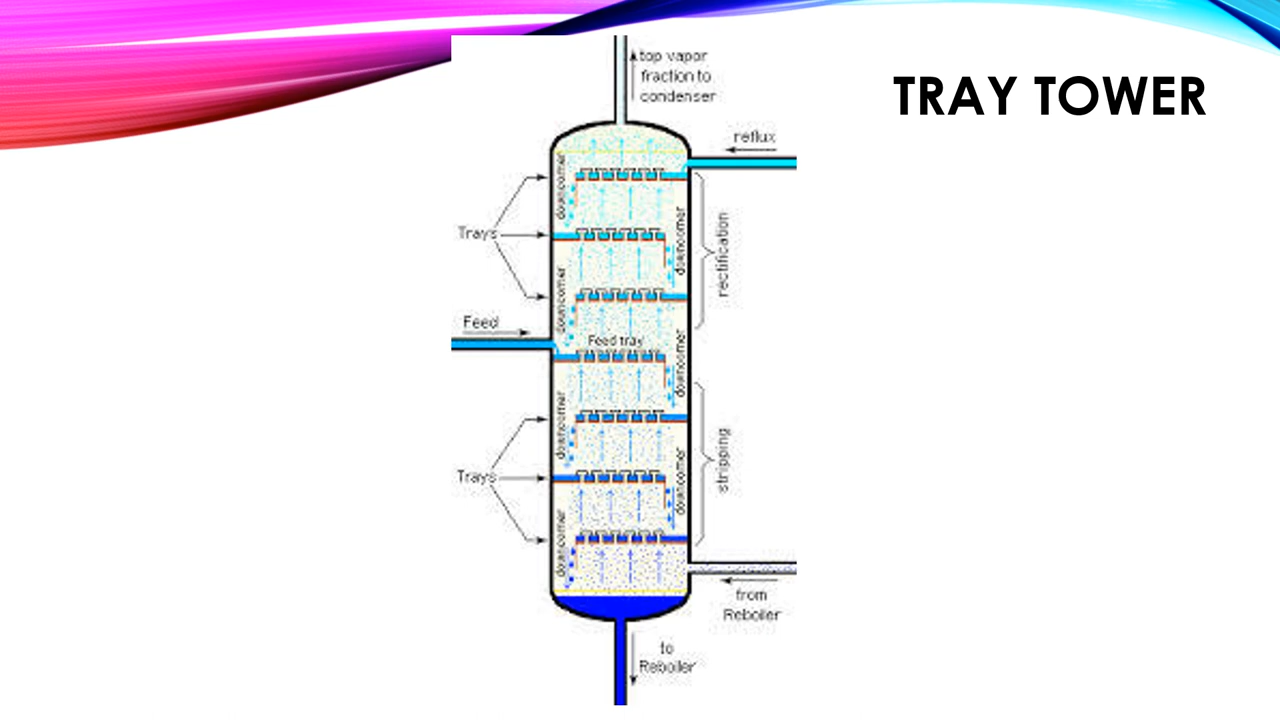 TRAY TOWER
top vapor
fraction to
condenser
reflux
downcomer
Trays
downcomer
rectification
downcomer
Feed
Feed tray
downcomer
downcomer
Trays
downcomer
stripping
downcomer
from
Reboiler
to
Reboiler